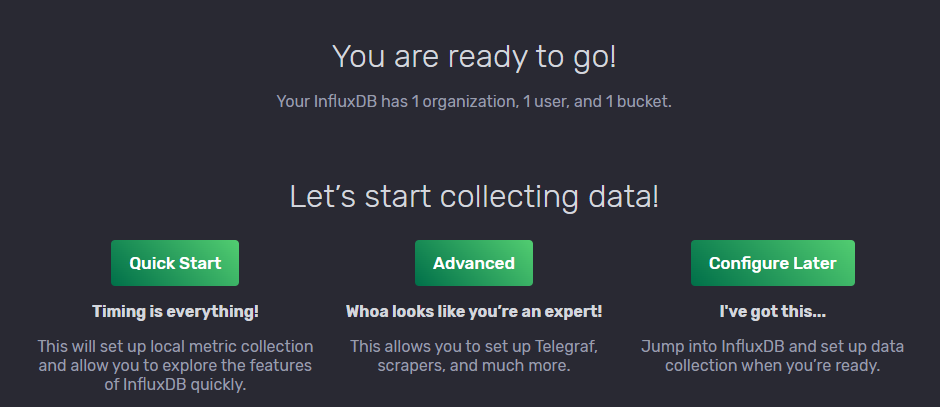 You are ready to go!
Your InfluxDB has 1 organization, 1 user, and 1 bucket.
Let’s start collecting data!
Quick Start
Timing is everything!
This will set up local metric collection
and allow you to explore the features
of InfluxDB quickly.
Advanced
Whoa looks like you’re an expert!
This allows you to set up Telegraf,
scrapers, and much more.
Configure Later
I've got this...
Jump into InfluxDB and set up data
collection when you’re ready.